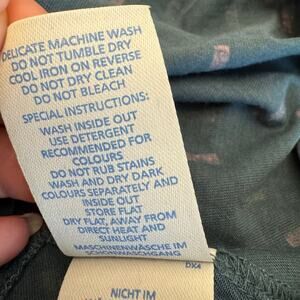 DELICATE MACHINE WASH
DO NOT TUMBLE DRY
COOL IRON ON REVERSE
DO NOT DRY CLEAN
DO NOT BLEACH
SPECIAL INSTRUCTIONS:
WASH INSIDE OUT
USE DETERGENT
RECOMMENDED FOR
COLOURS
DO NOT RUB STAINS
WASH AND DRY DARK
COLOURS SEPARATELY AND
INSIDE OUT
STORE FLAT
DRY FLAT, AWAY FROM
DIRECT HEAT AND
SUNLIGHT
MASCHINENWÄSCHE IM
SCHONWASCHGANG
DX4
NICHT IM